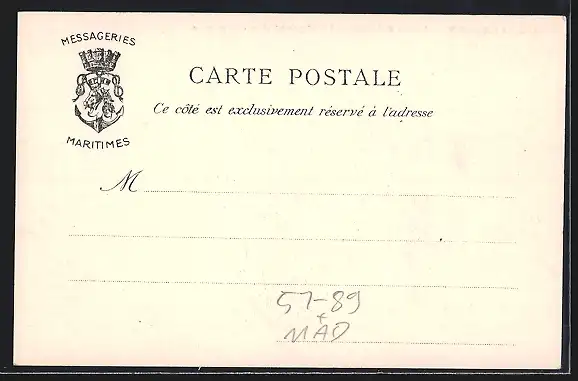 MESSAGERIES
MARITIMES
CARTE POSTALE
Ce côté est exclusivement réservé à l'adresse
M
57-89
+
MAD